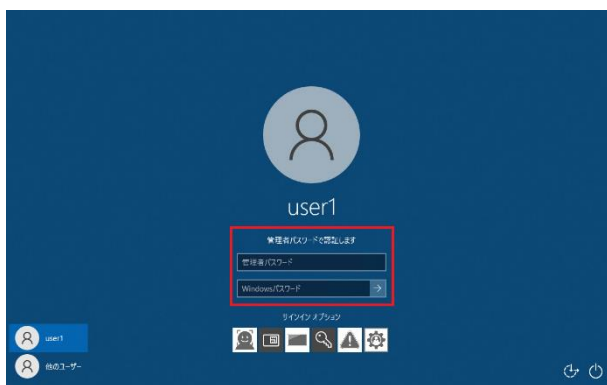 user1
管理者パスワードで認証します
管理者パスワード
Windowsパスワード
サインイン オプション
user1
他のユーザー